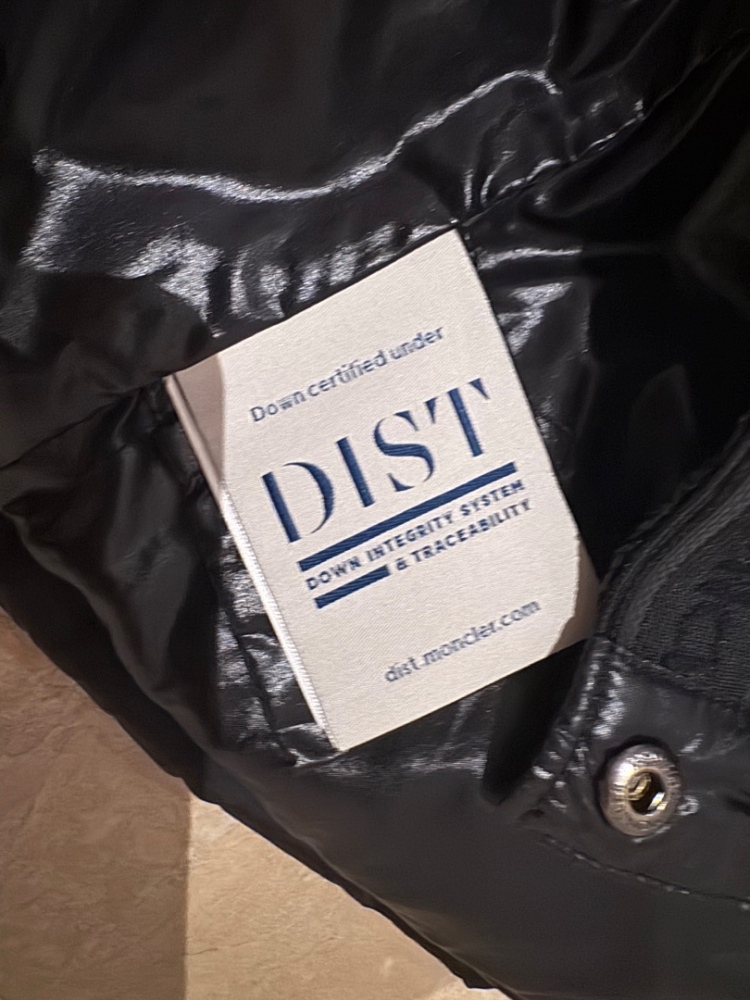 Down certified under
DIST
DOWN INTEGRITY SYSTEM
& TRACEABILITY
dist.moncler.com